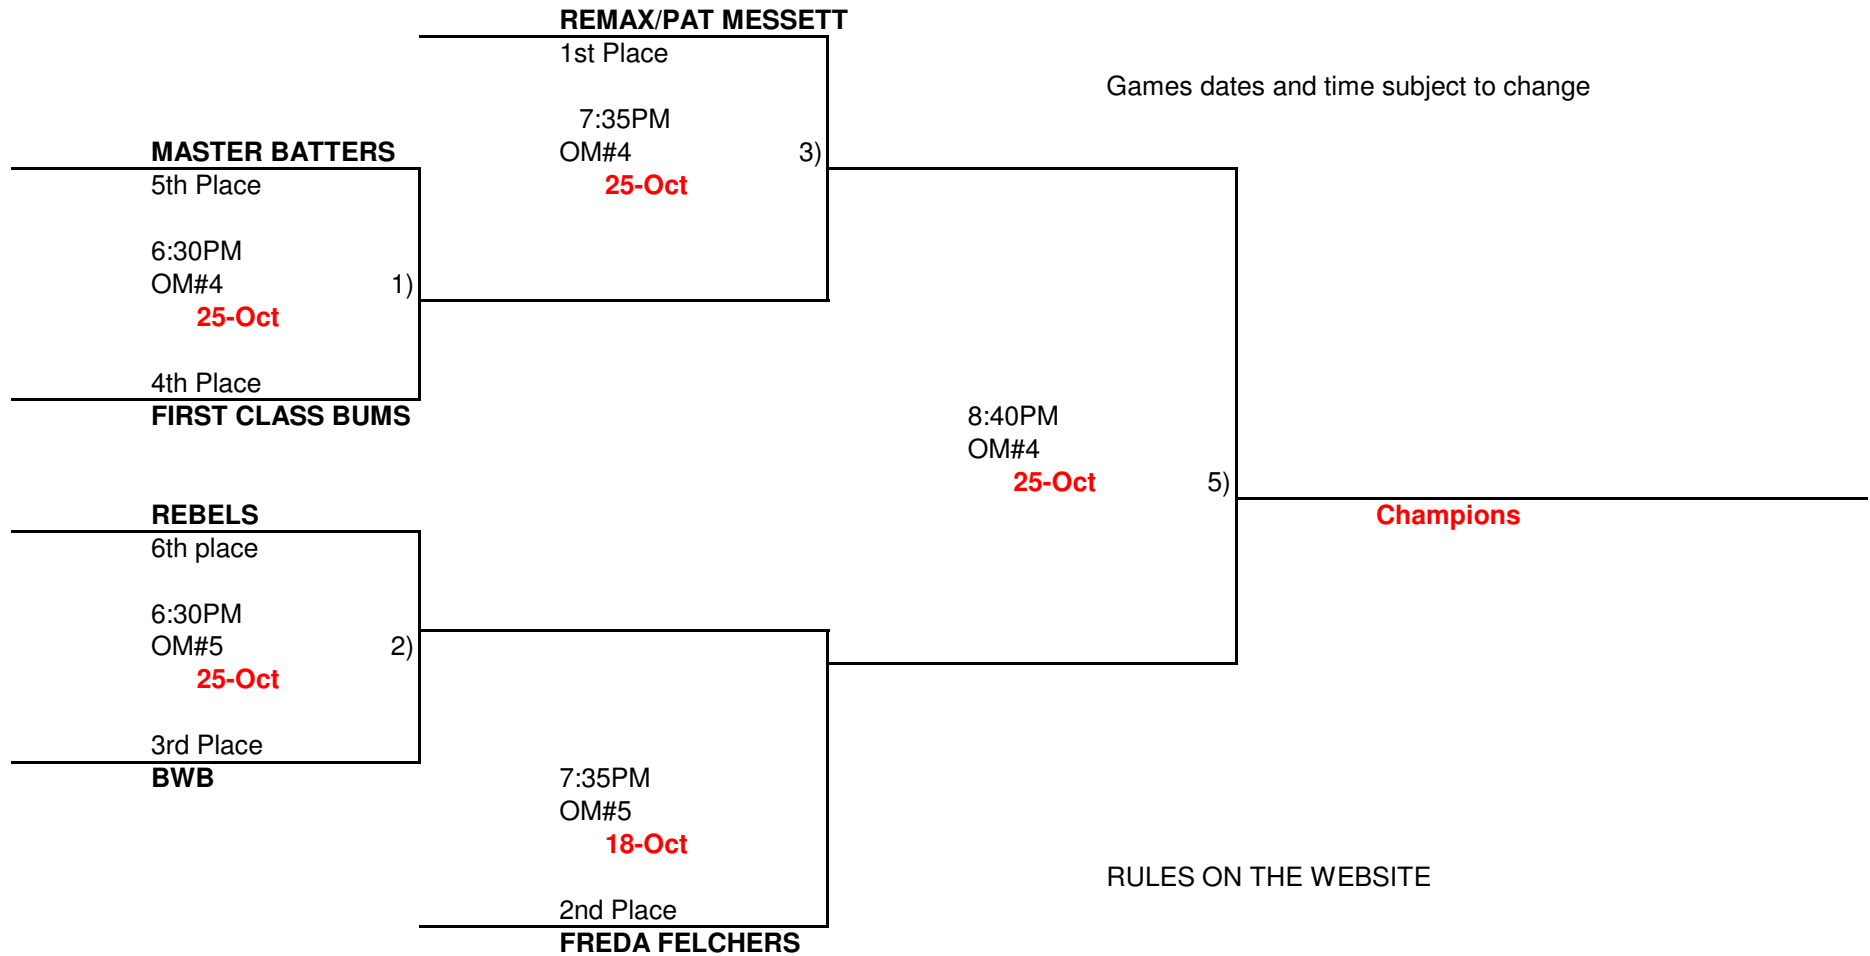 REMAX/PAT MESSETT
1st Place
Games dates and time subject to change
7:35PM
OM#4 3)
25-Oct
MASTER BATTERS
5th Place
6:30PM
OM#4 1)
25-Oct
4th Place
FIRST CLASS BUMS
8:40PM
OM#4
25-Oct 5)
Champions
REBELS
6th place
6:30PM
OM#5 2)
25-Oct
3rd Place
BWB
7:35PM
OM#5
18-Oct
RULES ON THE WEBSITE
2nd Place
FREDA FELCHERS